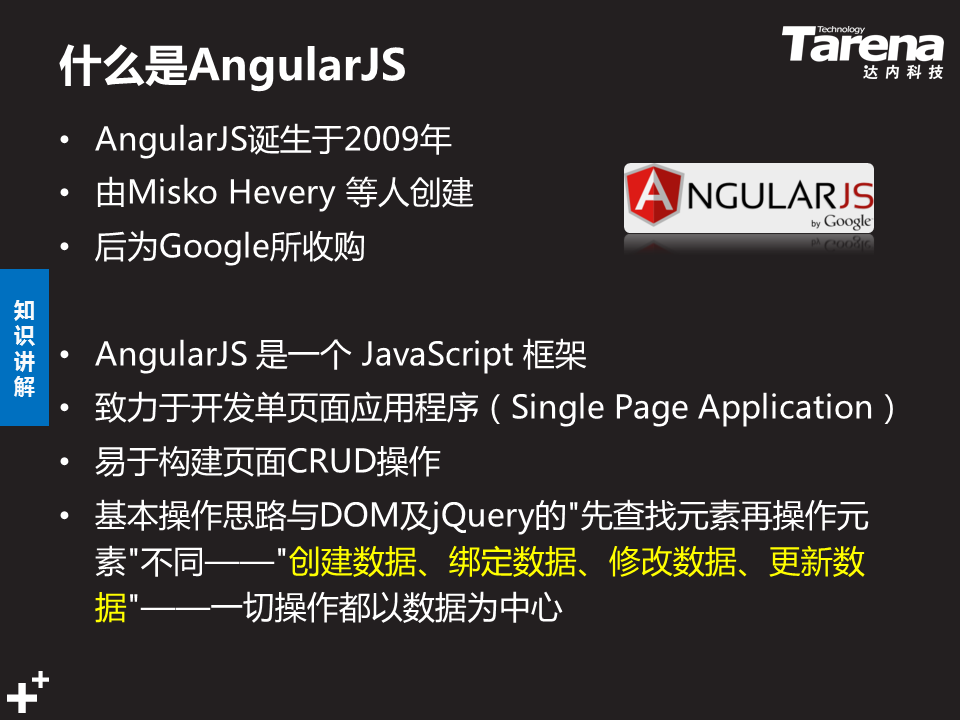 什么是AngularJS
Technology
Tarena
达内科技
• AngularJS诞生于2009年
• 由Misko Hevery 等人创建
• 后为Google所收购
ANGULARJS
by Google
知识讲解
• AngularJS 是一个 JavaScript 框架
• 致力于开发单页面应用程序（Single Page Application）
• 易于构建页面CRUD操作
• 基本操作思路与DOM及jQuery的"先查找元素再操作元
素"不同——"创建数据、绑定数据、修改数据、更新数
据"——一切操作都以数据为中心